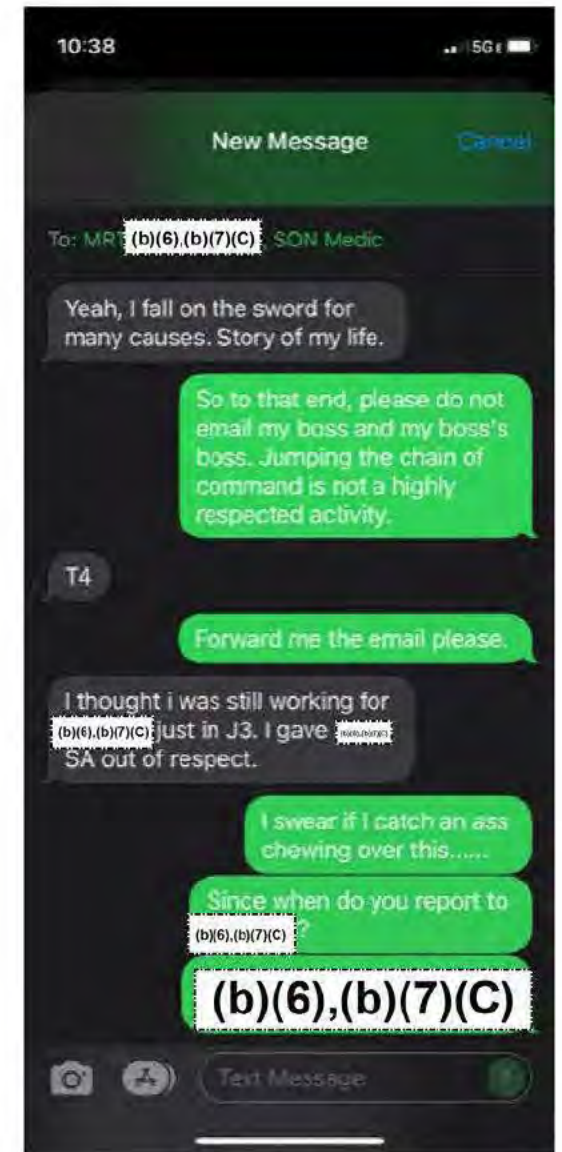 10:38
5G E
New Message Cancel
To: MRT (b)(6),(b)(7)(C), SON Medic
Yeah, I fall on the sword for
many causes. Story of my life.
So to that end, please do not
email my boss and my boss's
boss. Jumping the chain of
command is not a highly
respected activity.
T4
Forward me the email please.
I thought i was still working for
(b)(6),(b)(7)(C) just in J3. I gave (b)(6),(b)(7)(C)
SA out of respect.
I swear if I catch an ass
chewing over this......
Since when do you report to
(b)(6),(b)(7)(C) ?
(b)(6),(b)(7)(C)
Text Message